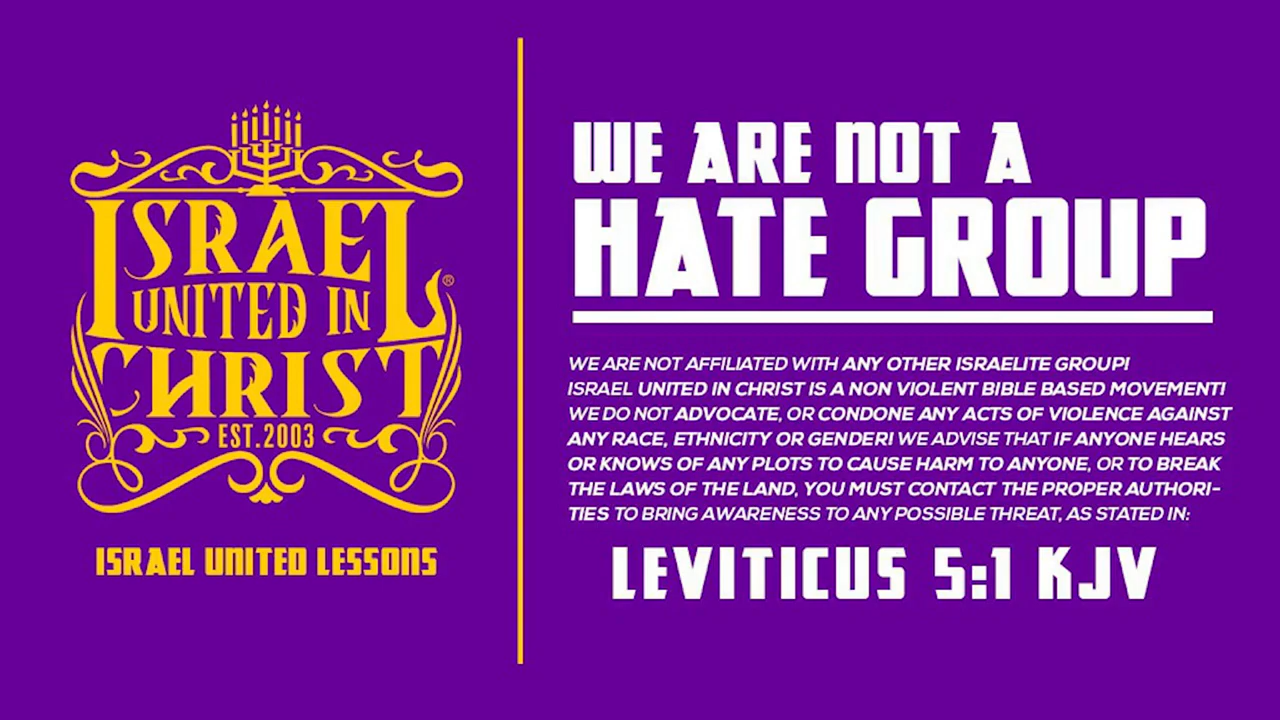 ISRAEL
UNITED IN
CHRIST
®
EST.2003
ISRAEL UNITED LESSONS
WE ARE NOT A
HATE GROUP
WE ARE NOT AFFILIATED WITH ANY OTHER ISRAELITE GROUP!
ISRAEL UNITED IN CHRIST IS A NON VIOLENT BIBLE BASED MOVEMENT!
WE DO NOT ADVOCATE, OR CONDONE ANY ACTS OF VIOLENCE AGAINST
ANY RACE, ETHNICITY OR GENDER! WE ADVISE THAT IF ANYONE HEARS
OR KNOWS OF ANY PLOTS TO CAUSE HARM TO ANYONE, OR TO BREAK
THE LAWS OF THE LAND, YOU MUST CONTACT THE PROPER AUTHORI-
TIES TO BRING AWARENESS TO ANY POSSIBLE THREAT, AS STATED IN:
LEVITICUS 5:1 KJV